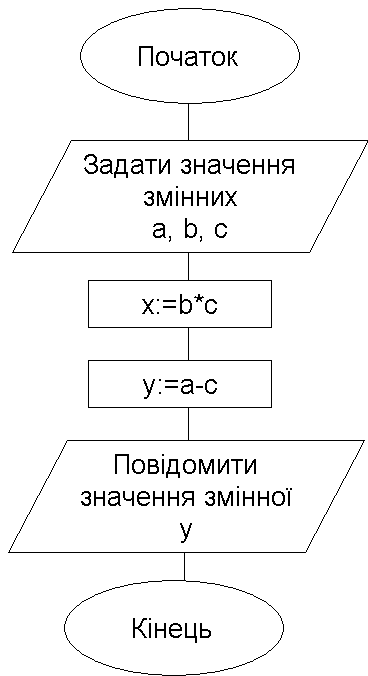 Початок
Задати значення
змінних
a, b, c
x:=b*c
y:=a-c
Повідомити
значення змінної
y
Кінець